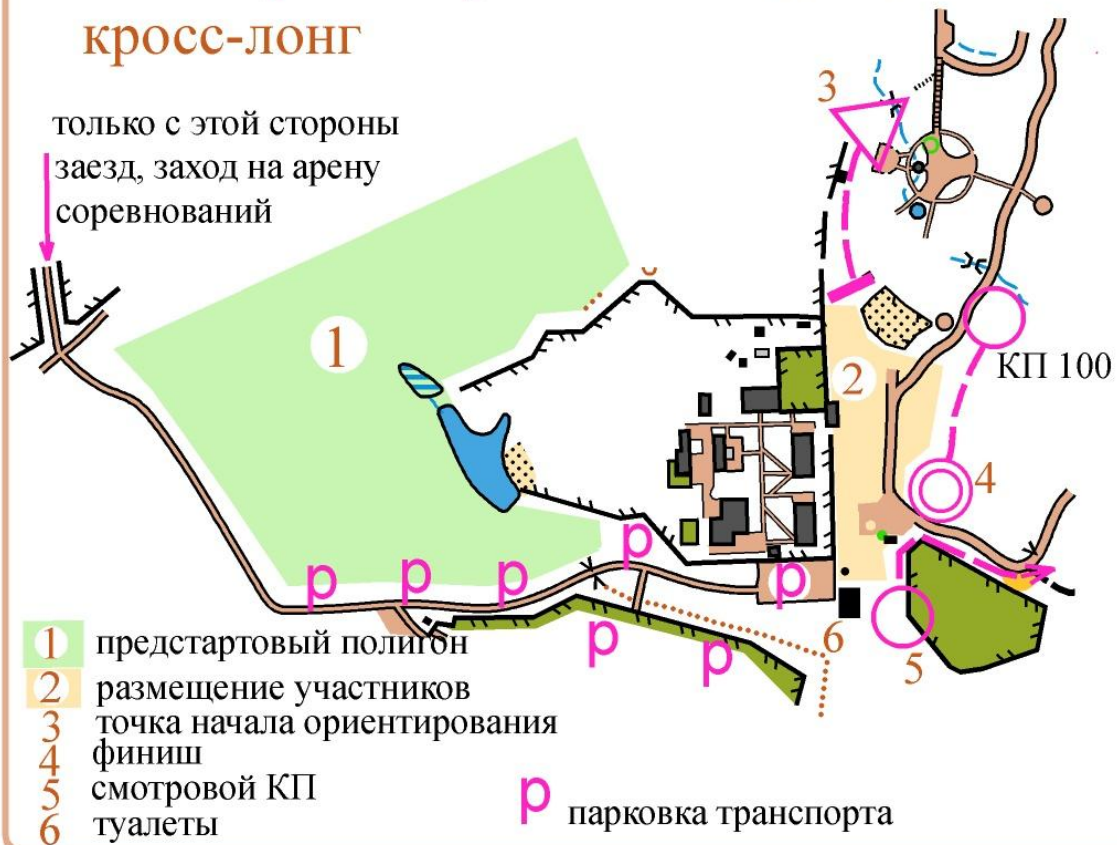 кросс-лонг
только с этой стороны
заезд, заход на арену
соревнований
3
1
2
КП 100
4
p
p
p
p
p
p
p
6
5
1 предстартовый полигон
2 размещение участников
3 точка начала ориентирования
4 финиш
5 смотровой КП
6 туалеты
p парковка транспорта